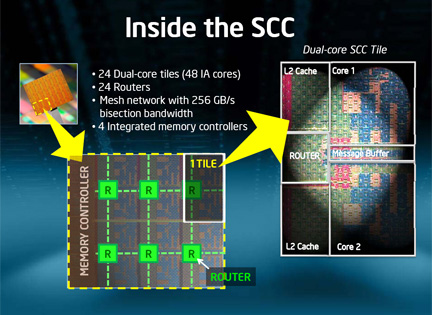 Inside the SCC
Dual-core SCC Tile
• 24 Dual-core tiles (48 IA cores)
• 24 Routers
• Mesh network with 256 GB/s
bisection bandwidth
• 4 Integrated memory controllers
L2 Cache
Core 1
ROUTER
Message Buffer
L2 Cache
Core 2
MEMORY CONTROLLER
1 TILE
R
R
R
R
R
R
ROUTER